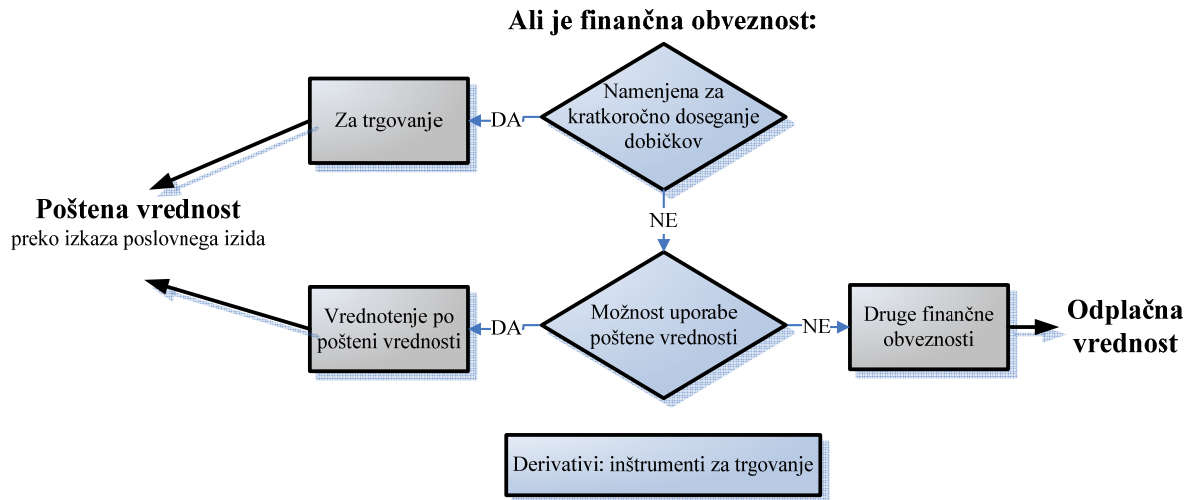 Ali je finančna obveznost:
Namenjena za
kratkoročno doseganje
dobičkov
DA
Za trgovanje
NE
Poštena vrednost
preko izkaza poslovnega izida
Možnost uporabe
poštene vrednosti
DA
Vrednotenje po
pošteni vrednosti
NE
Druge finančne
obveznosti
Odplačna
vrednost
Derivativi: inštrumenti za trgovanje